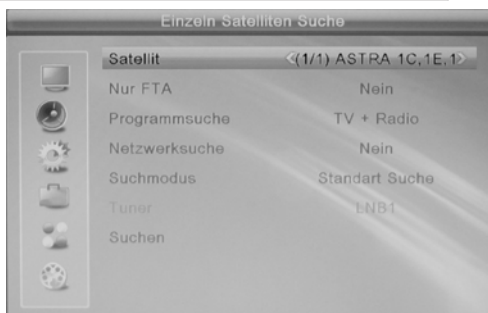 Einzeln Satelliten Suche
Satellit <(1/1) ASTRA 1C,1E,1>
Nur FTA Nein
Programmsuche TV + Radio
Netzwerksuche Nein
Suchmodus Standart Suche
Tuner LNB1
Suchen